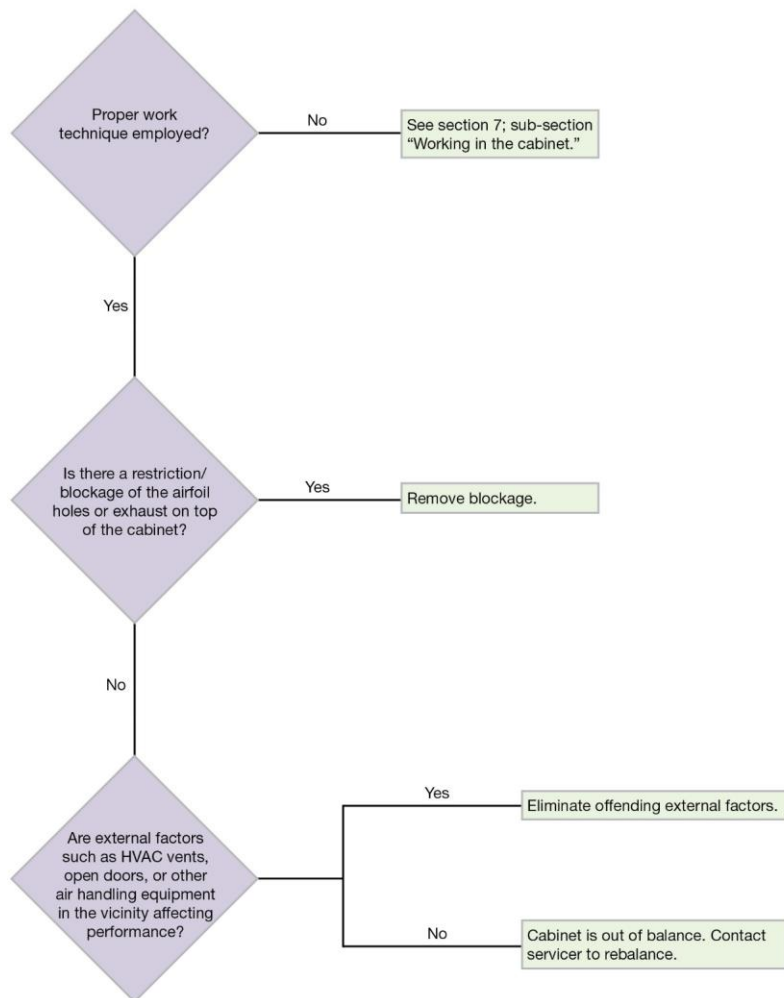 Proper work
technique employed?
No
See section 7; sub-section
“Working in the cabinet.”
Yes
Is there a restriction/
blockage of the airfoil
holes or exhaust on top
of the cabinet?
Yes
Remove blockage.
No
Are external factors
such as HVAC vents,
open doors, or other
air handling equipment
in the vicinity affecting
performance?
Yes
Eliminate offending external factors.
No
Cabinet is out of balance. Contact
servicer to rebalance.